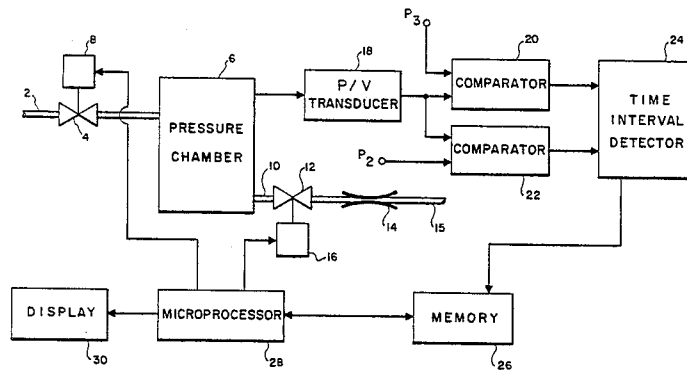 8
2
4
6
PRESSURE
CHAMBER
18
P/V
TRANSDUCER
P3
20
COMPARATOR
P2
COMPARATOR
22
24
TIME
INTERVAL
DETECTOR
10
12
14
15
16
DISPLAY
30
MICROPROCESSOR
28
MEMORY
26